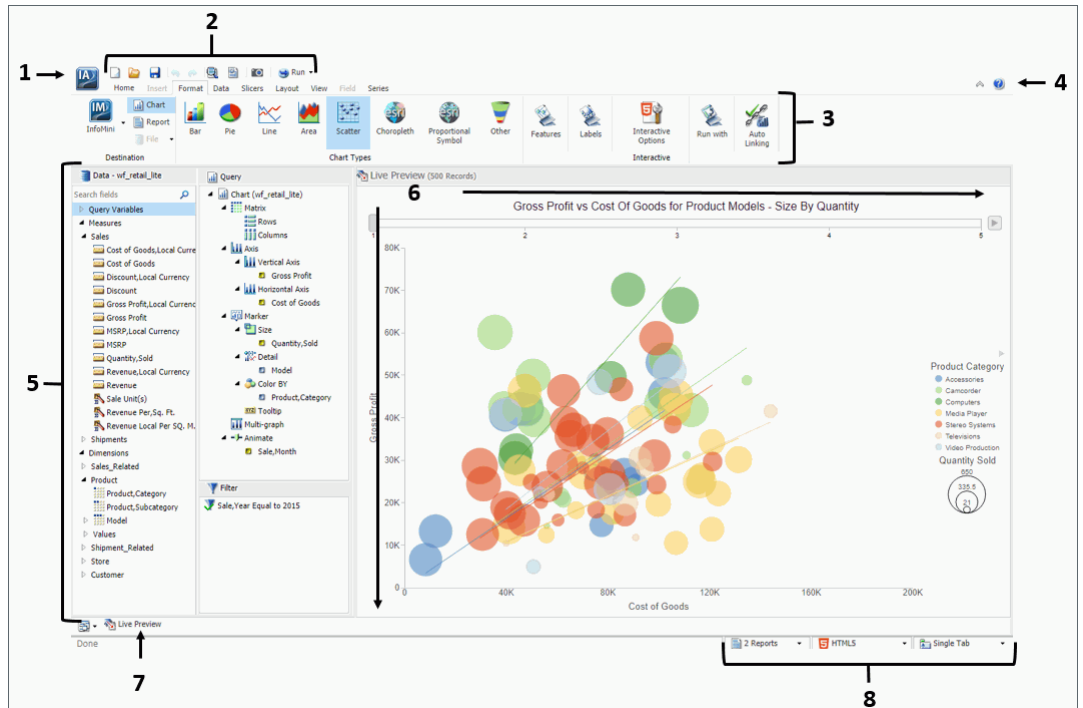 2
1
IA
Run
4
Home Insert Format Data Slicers Layout View Field Series
3
IM
InfoMini
Chart
Report
File
Destination
Bar
Pie
Line
Area
Scatter
Choropleth
Proportional
Symbol
Other
Chart Types
Features
Labels
Interactive
Options
Run with
Auto
Linking
Interactive
5
Data - wf_retail_lite
Search fields
Query Variables
Measures
Sales
Cost of Goods,Local Curre
Cost of Goods
Discount,Local Currency
Discount
Gross Profit,Local Currenc
Gross Profit
MSRP,Local Currency
MSRP
Quantity,Sold
Revenue,Local Currency
Revenue
Sale Unit(s)
Revenue Per,Sq. Ft.
Revenue Local Per SQ. M.
Shipments
Dimensions
Sales_Related
Product
Product,Category
Product,Subcategory
Model
Values
Shipment_Related
Store
Customer
Query
Chart (wf_retail_lite)
Matrix
Rows
Columns
Axis
Vertical Axis
Gross Profit
Horizontal Axis
Cost of Goods
Marker
Size
Quantity,Sold
Detail
Model
Color BY
Product,Category
Tooltip
Multi-graph
Animate
Sale,Month
Filter
Sale,Year Equal to 2015
Live Preview (500 Records)
6
Gross Profit vs Cost Of Goods for Product Models - Size By Quantity
1 2 3 4 5
80K
70K
60K
50K
40K
30K
20K
10K
0
Gross Profit
0 40K 80K 120K 160K 200K
Cost of Goods
Product Category
Accessories
Camcorder
Computers
Media Player
Stereo Systems
Televisions
Video Production
Quantity Sold
650
335.5
21
Live Preview
Done
2 Reports
HTML5
Single Tab
7
8